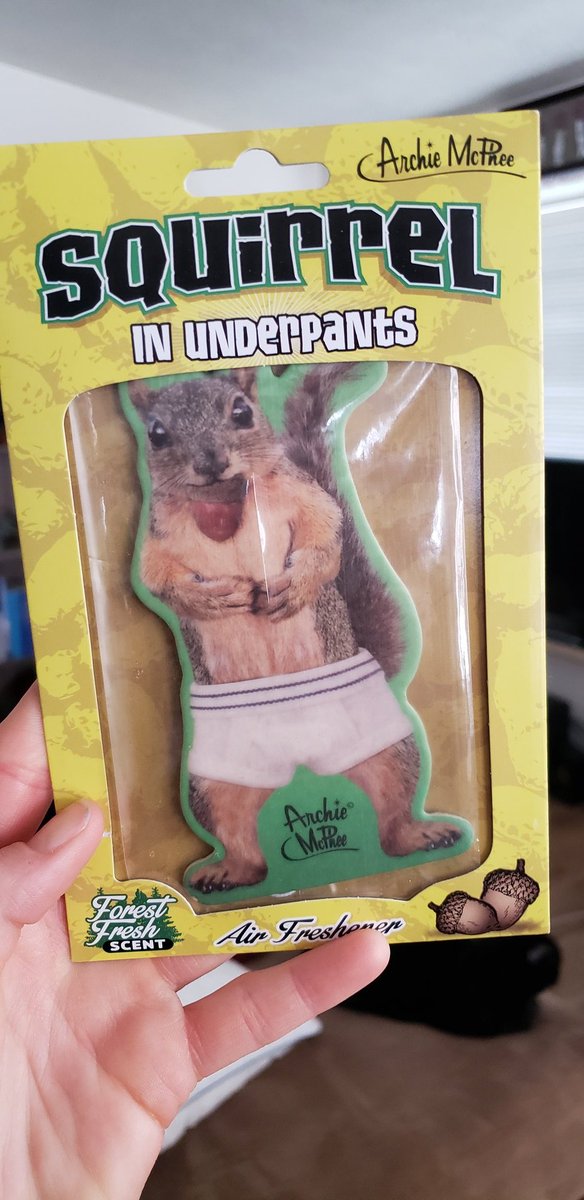 Archie McPhee
SQUIRREL
IN UNDERPANTS
Archie McPhee
©
Forest
Fresh
SCENT
Air Freshener